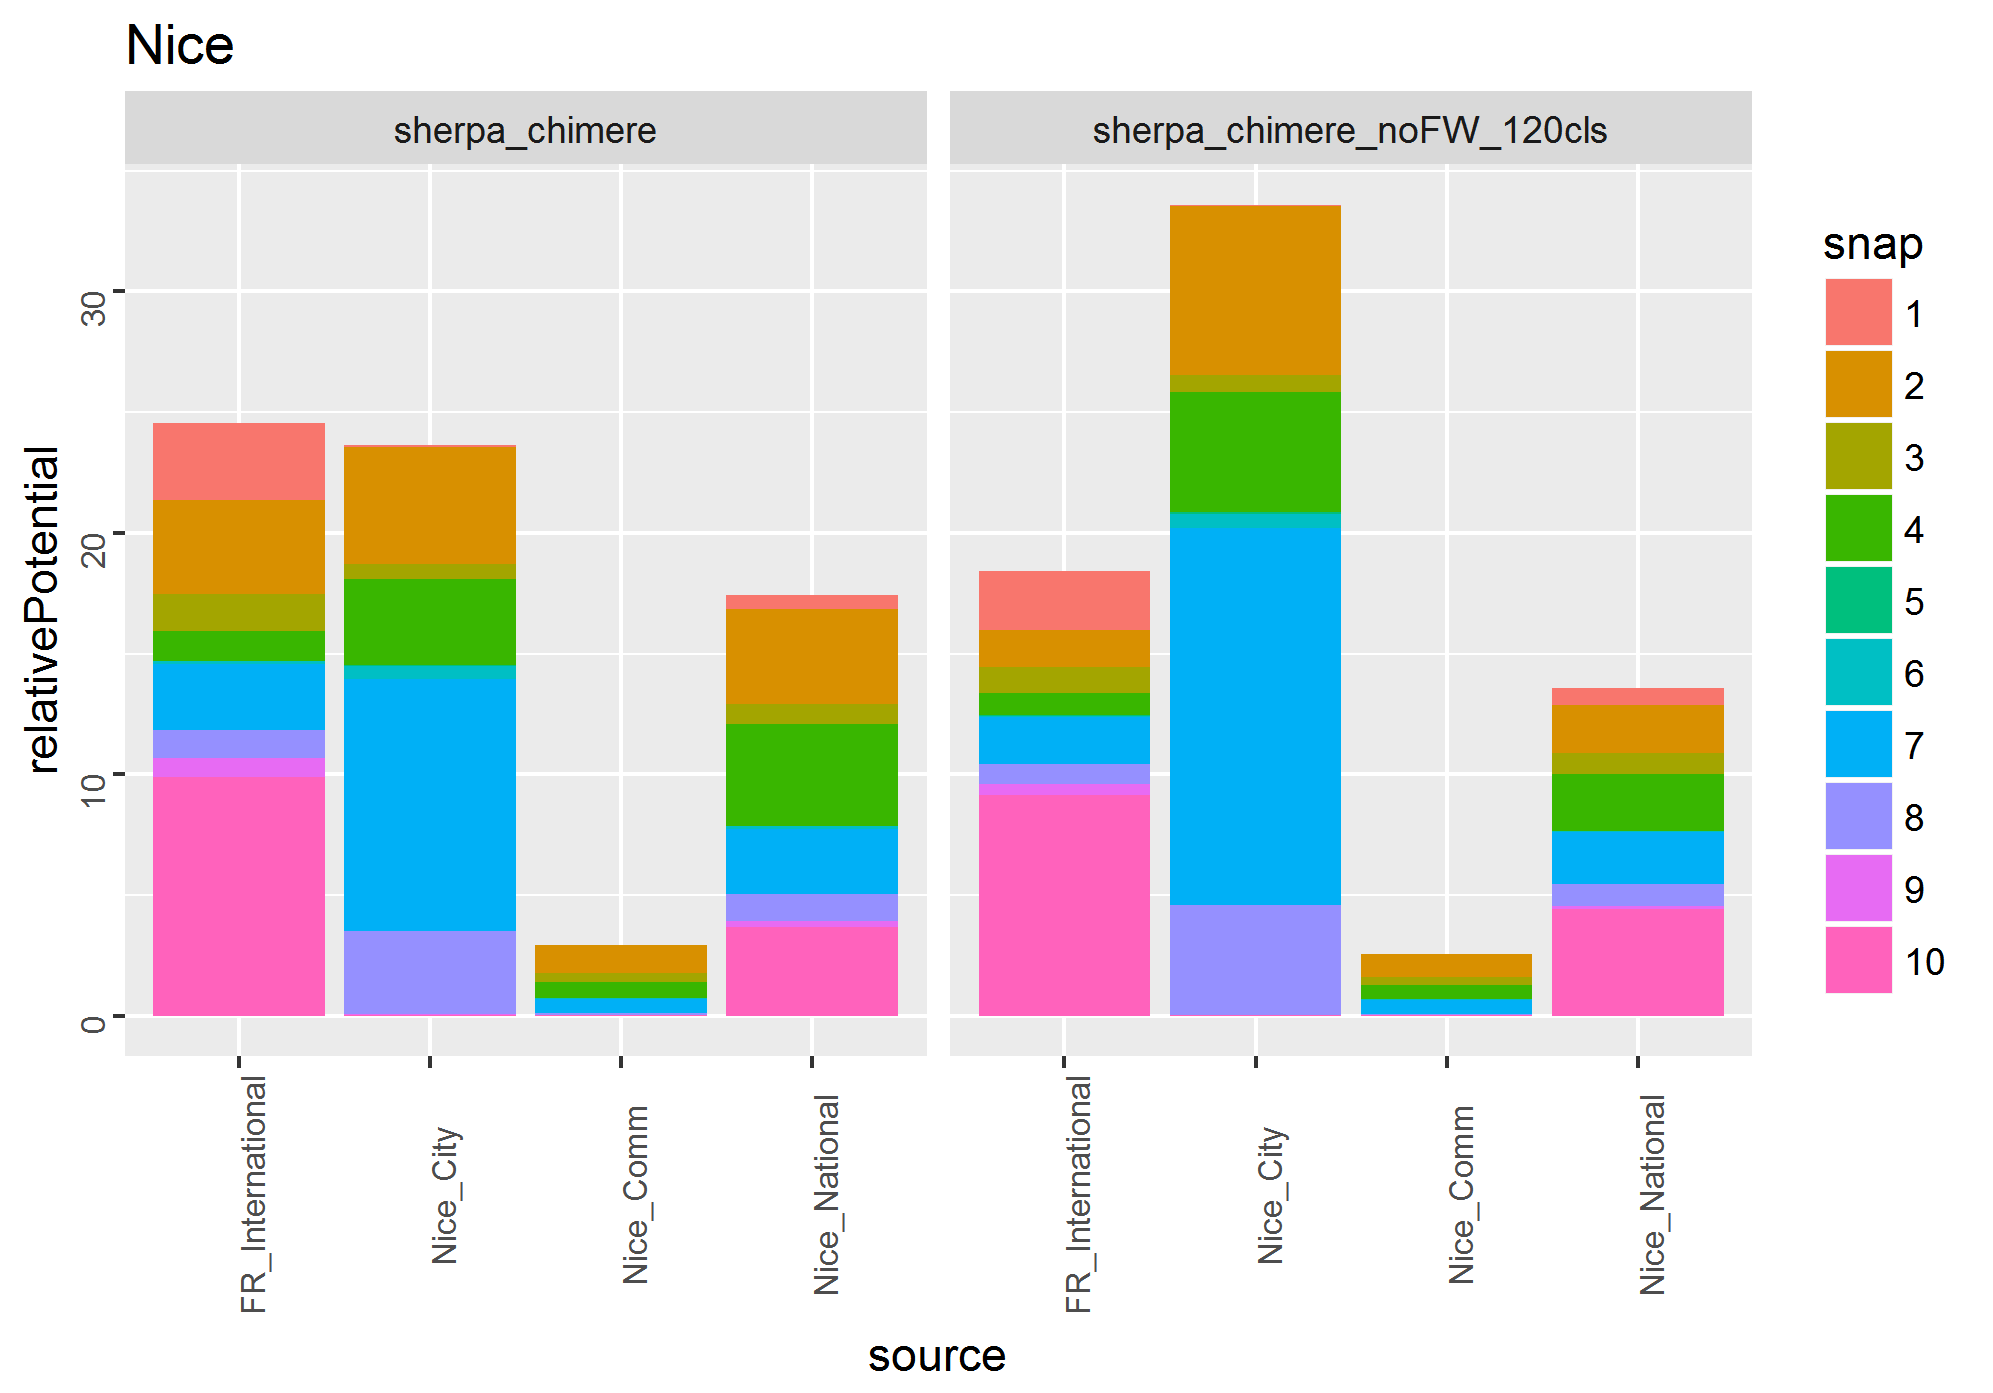 Nice
sherpa_chimere
sherpa_chimere_noFW_120cls
relativePotential
30
20
10
0
FR_International
Nice_City
Nice_Comm
Nice_National
FR_International
Nice_City
Nice_Comm
Nice_National
source
snap
1
2
3
4
5
6
7
8
9
10